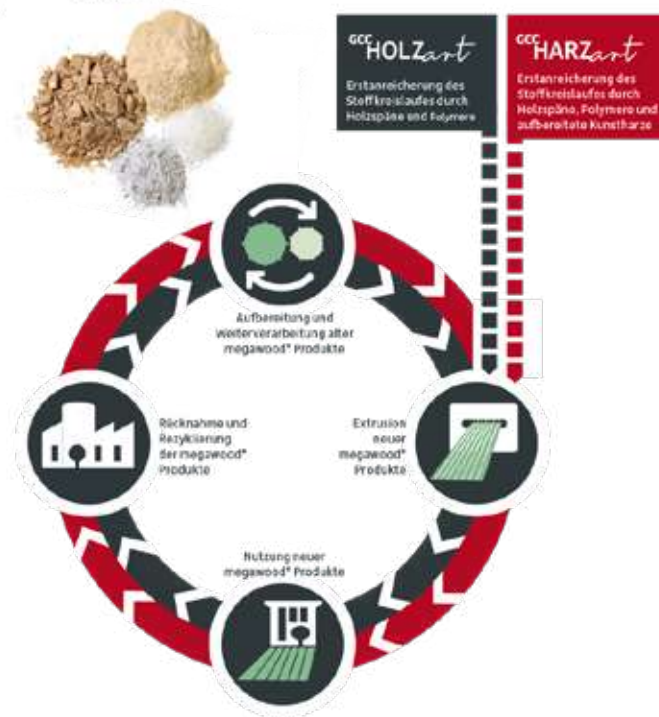 GCC HOLZart
Erstanreicherung des
Stoffkreislaufes durch
Holzspäne und Polymere
GCC HARZart
Erstanreicherung des
Stoffkreislaufes durch
Holzspäne, Polymere und
aufbereitete Kunstharze
Aufbereitung und
Weiterverarbeitung alter
megawood® Produkte
Rücknahme und
Rezyklierung
der megawood®
Produkte
Extrusion
neuer
megawood®
Produkte
Nutzung neuer
megawood® Produkte